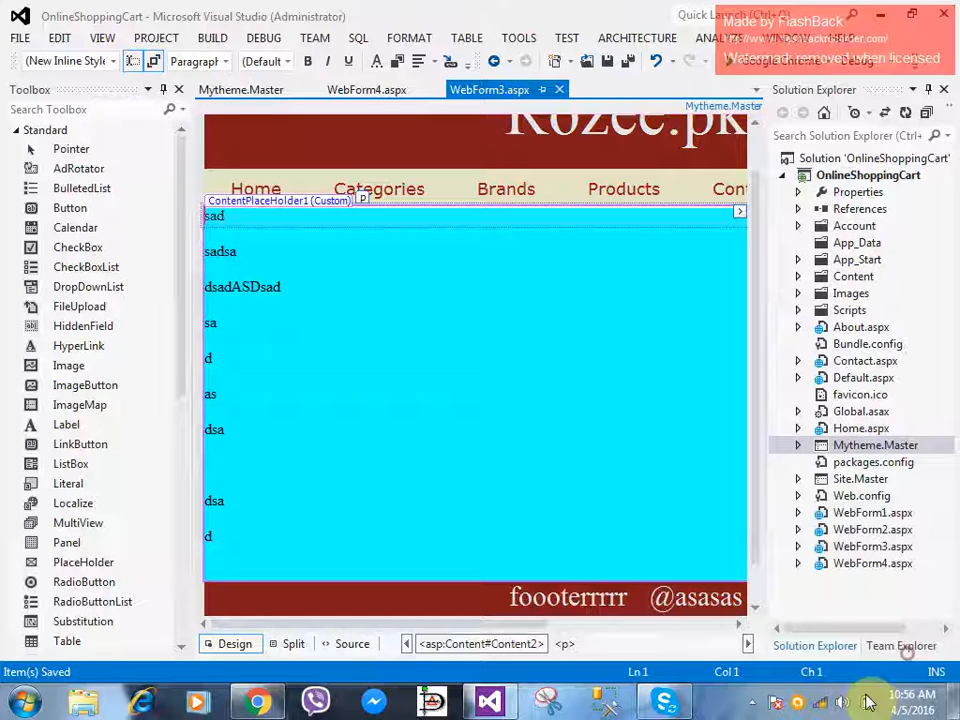 OnlineShoppingCart - Microsoft Visual Studio (Administrator)
Quick Launch (Ctrl+Q)
Made by FlashBack
Watermark removed when licensed
FILE EDIT VIEW PROJECT BUILD DEBUG TEAM SQL FORMAT TABLE TOOLS TEST ARCHITECTURE ANALYZE WINDOW
(New Inline Style Paragraph (Default B I U Google Chrome Debug
Toolbox
Search Toolbox
Standard
Pointer
AdRotator
BulletedList
Button
Calendar
CheckBox
CheckBoxList
DropDownList
FileUpload
HiddenField
HyperLink
Image
ImageButton
ImageMap
Label
LinkButton
ListBox
Literal
Localize
MultiView
Panel
PlaceHolder
RadioButton
RadioButtonList
Substitution
Table
Mytheme.Master WebForm4.aspx WebForm3.aspx
Mytheme.Master
Kozee.pk
Home Categories Brands Products Cont
ContentPlaceHolder1 (Custom) p
sad
sadsa
dsadASDsad
sa
d
as
dsa
dsa
d
foooterrrrr @asasas
Design Split Source <asp:Content#Content2> <p>
Solution Explorer
Search Solution Explorer (Ctrl+
Solution 'OnlineShoppingCart'
OnlineShoppingCart
Properties
References
Account
App_Data
App_Start
Content
Images
Scripts
About.aspx
Bundle.config
Contact.aspx
Default.aspx
favicon.ico
Global.asax
Home.aspx
Mytheme.Master
packages.config
Site.Master
Web.config
WebForm1.aspx
WebForm2.aspx
WebForm3.aspx
WebForm4.aspx
Solution Explorer Team Explorer
Item(s) Saved Ln 1 Col 1 Ch 1 INS
10:56 AM
4/5/2016